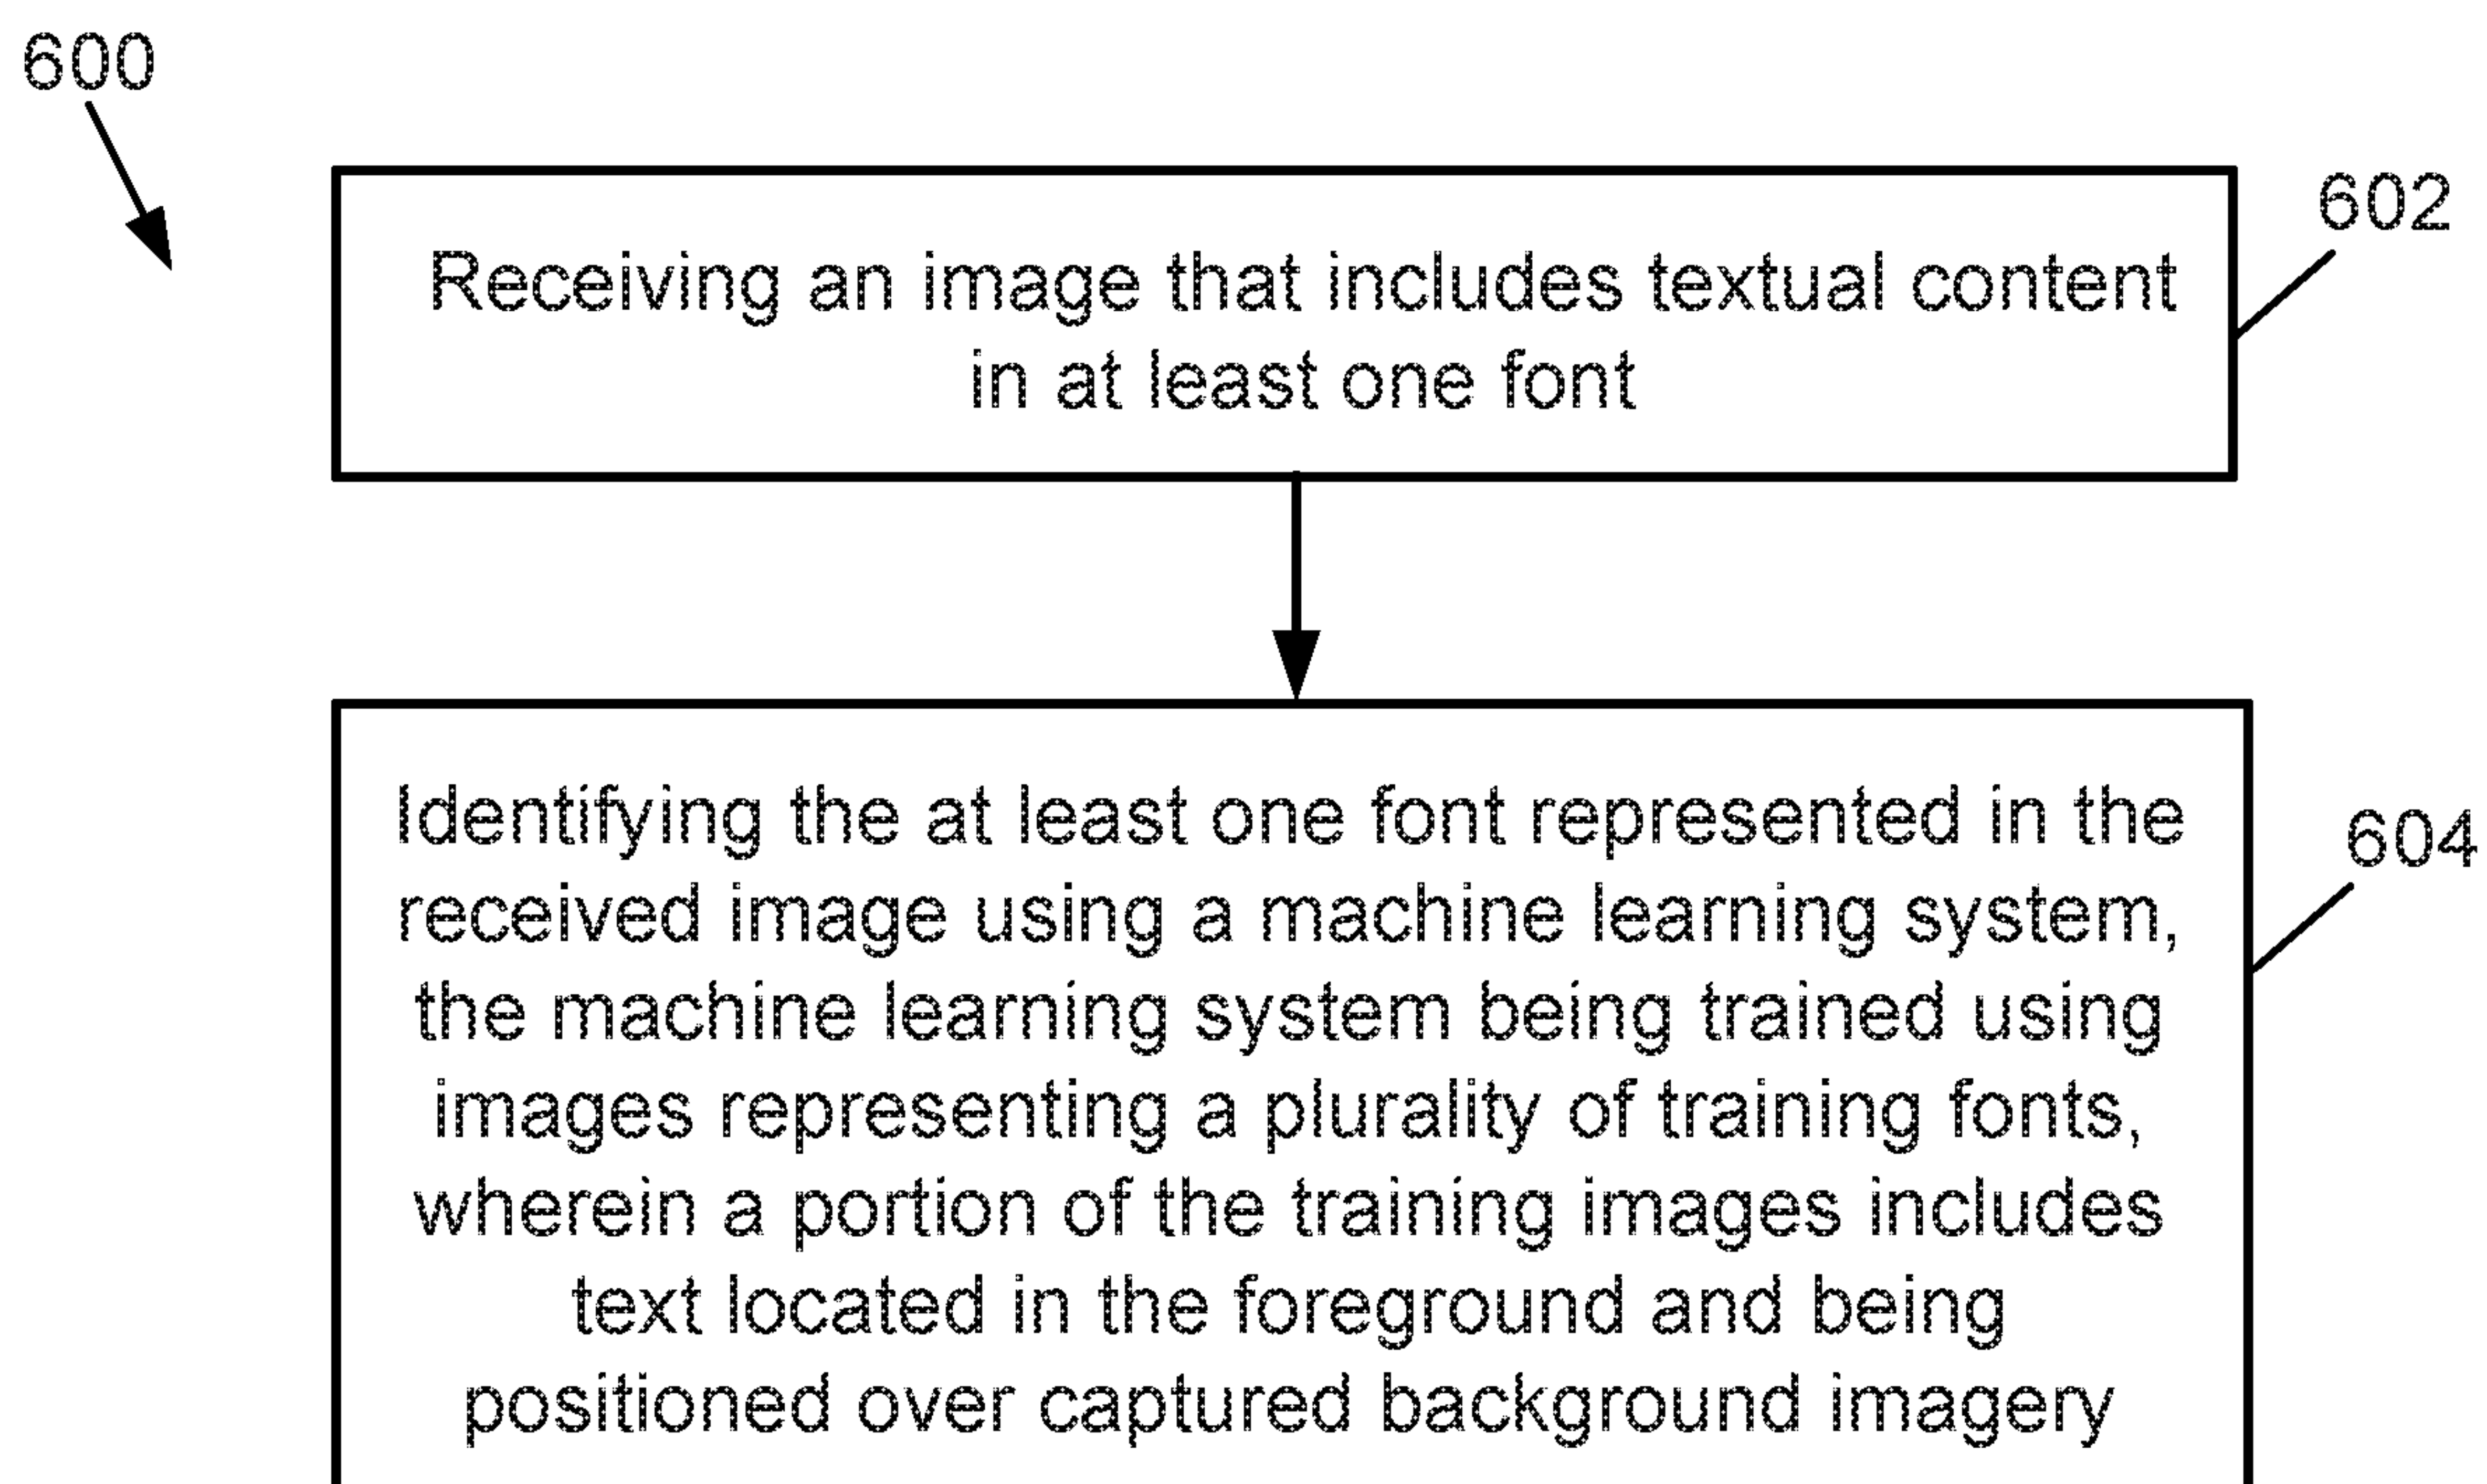 600
602
Receiving an image that includes textual content
in at least one font
Identifying the at least one font represented in the
604
received image using a machine learning system,
the machine learning system being trained using
images representing a plurality of training fonts,
wherein a portion of the training images includes
text located in the foreground and being
positioned over captured background imagery